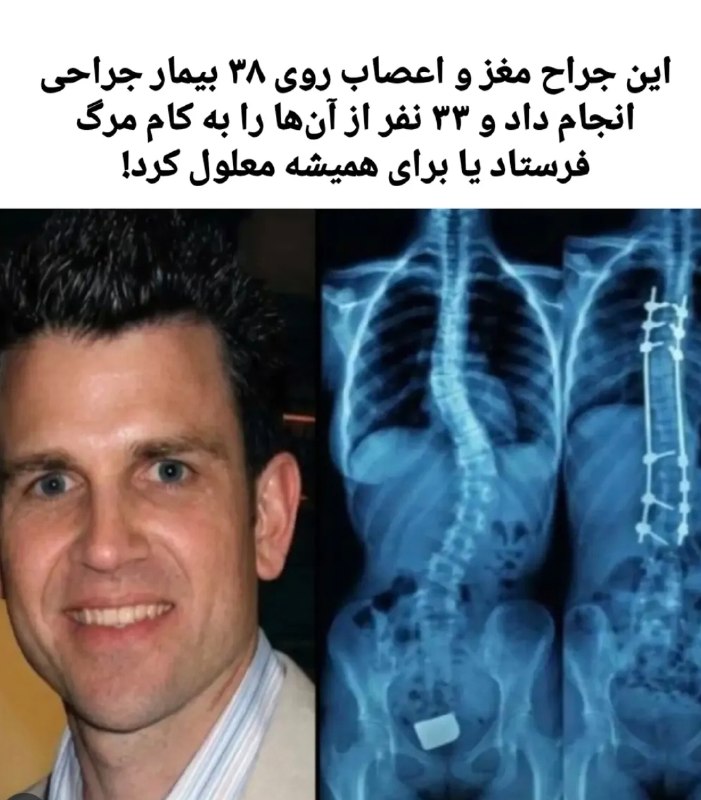 این جراح مغز و اعصاب روی ۳۸ بیمار جراحی
انجام داد و ۳۳ نفر از آن‌ها را به کام مرگ
فرستاد یا برای همیشه معلول کرد!